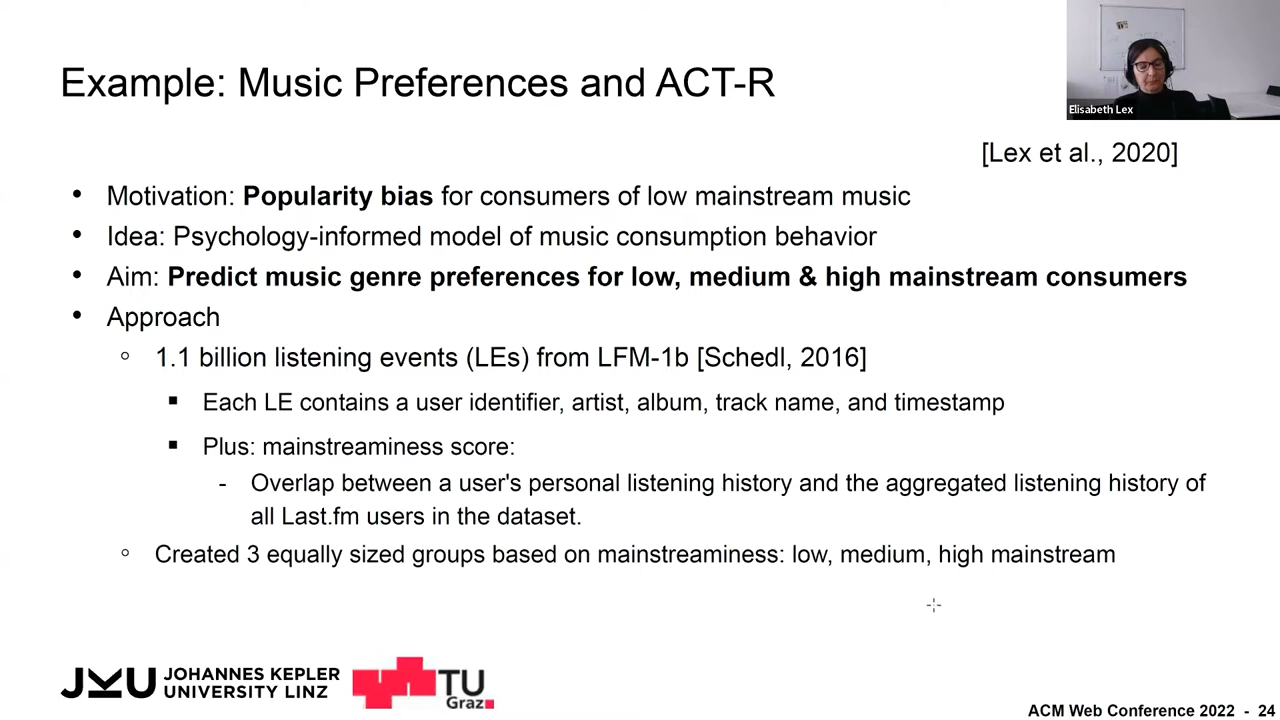 Example: Music Preferences and ACT-R
Elisabeth Lex
[Lex et al., 2020]
• Motivation: Popularity bias for consumers of low mainstream music
• Idea: Psychology-informed model of music consumption behavior
• Aim: Predict music genre preferences for low, medium & high mainstream consumers
• Approach
◦ 1.1 billion listening events (LEs) from LFM-1b [Schedl, 2016]
▪ Each LE contains a user identifier, artist, album, track name, and timestamp
▪ Plus: mainstreaminess score:
- Overlap between a user's personal listening history and the aggregated listening history of
all Last.fm users in the dataset.
◦ Created 3 equally sized groups based on mainstreaminess: low, medium, high mainstream
JKU JOHANNES KEPLER
UNIVERSITY LINZ
TU
Graz
ACM Web Conference 2022 - 24